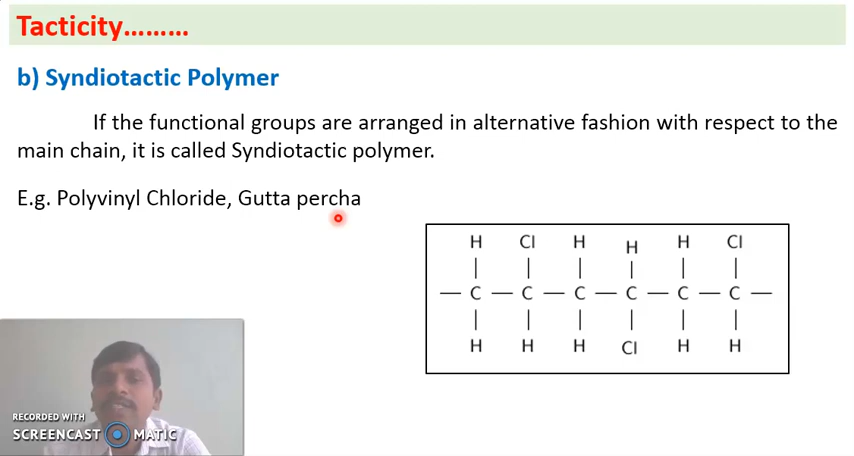 Tacticity.........
b) Syndiotactic Polymer
If the functional groups are arranged in alternative fashion with respect to the
main chain, it is called Syndiotactic polymer.
E.g. Polyvinyl Chloride, Gutta percha
H Cl H H H Cl
| | | | | |
— C — C — C — C — C — C —
| | | | | |
H H H Cl H H
RECORDED WITH
SCREENCAST MATIC